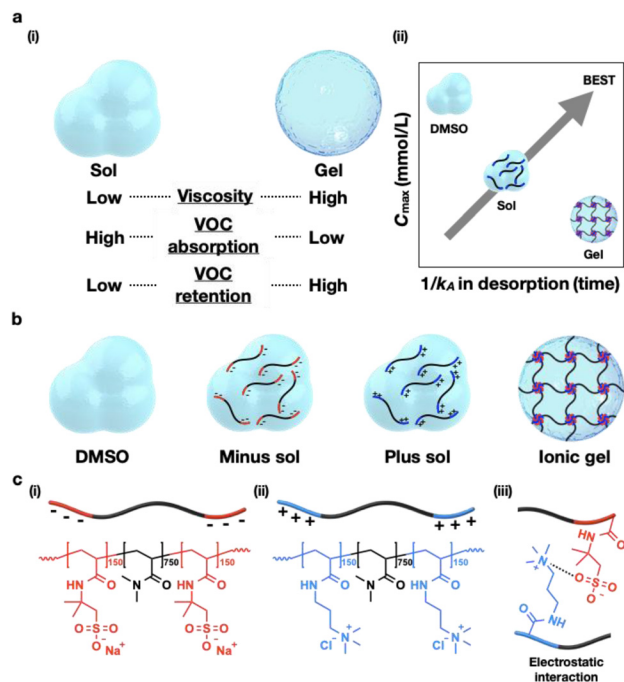 a
(i)
Sol
Gel
Low Viscosity High
High VOC absorption Low
Low VOC retention High
(ii)
BEST
DMSO
Sol
Gel
Cmax (mmol/L)
1/kA in desorption (time)
b
DMSO
Minus sol
Plus sol
Ionic gel
c
(i)
- - -
- - -
150
750
150
O
O
O
HN
N
HN
O=S=O
O=S=O
O⁻ Na⁺
O⁻ Na⁺
(ii)
+++
+++
150
750
150
O
O
O
HN
N
HN
Cl⁻ N⁺
Cl⁻ N⁺
(iii)
O
HN
N⁺
O=S=O
O⁻
NH
O
Electrostatic
interaction